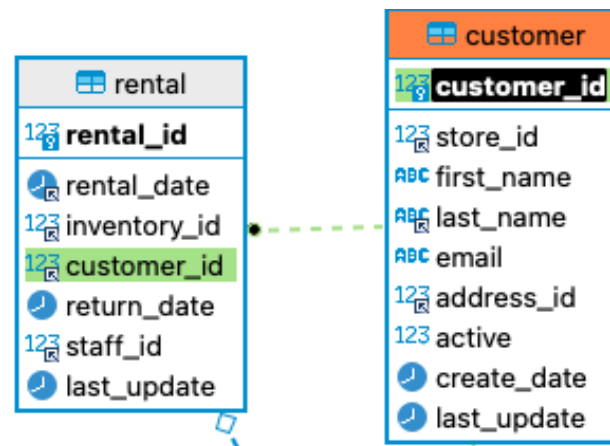 rental
123 rental_id
rental_date
123 inventory_id
123 customer_id
return_date
123 staff_id
last_update
customer
123 customer_id
123 store_id
ABC first_name
ABC last_name
ABC email
123 address_id
123 active
create_date
last_update